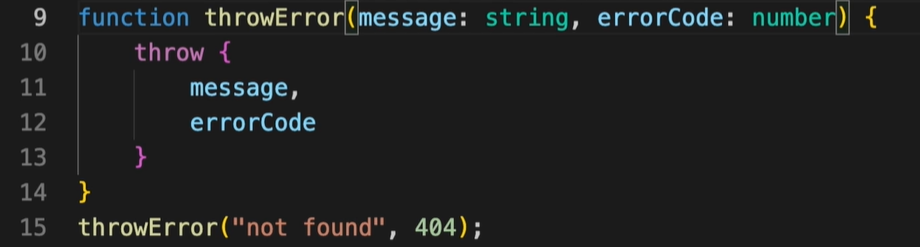 9 function throwError(message: string, errorCode: number) {
10     throw {
11         message,
12         errorCode
13     }
14 }
15 throwError("not found", 404);